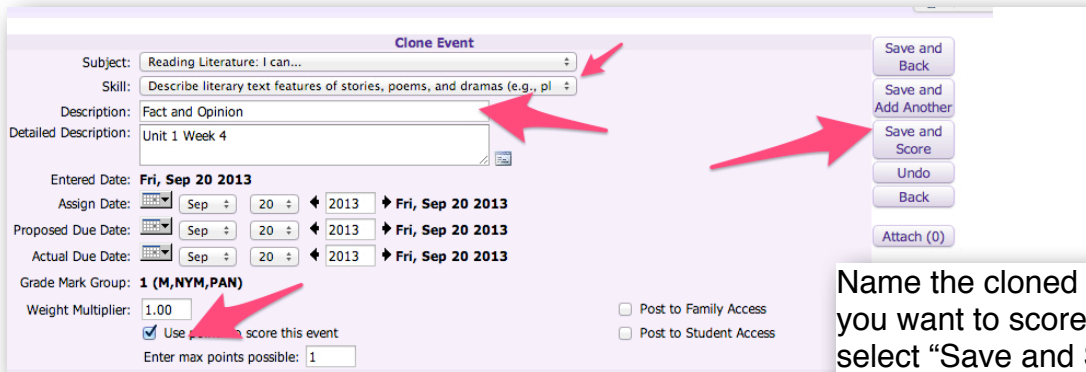 Clone Event
Subject: Reading Literature: I can...
Skill: Describe literary text features of stories, poems, and dramas (e.g., pl
Description: Fact and Opinion
Detailed Description: Unit 1 Week 4
Entered Date: Fri, Sep 20 2013
Assign Date: Sep 20 2013 Fri, Sep 20 2013
Proposed Due Date: Sep 20 2013 Fri, Sep 20 2013
Actual Due Date: Sep 20 2013 Fri, Sep 20 2013
Grade Mark Group: 1 (M,NYM,PAN)
Weight Multiplier: 1.00
Post to Family Access
Use score this event
Post to Student Access
Enter max points possible: 1
Save and
Back
Save and
Add Another
Save and
Score
Undo
Back
Attach (0)
Name the cloned
you want to score
select “Save and